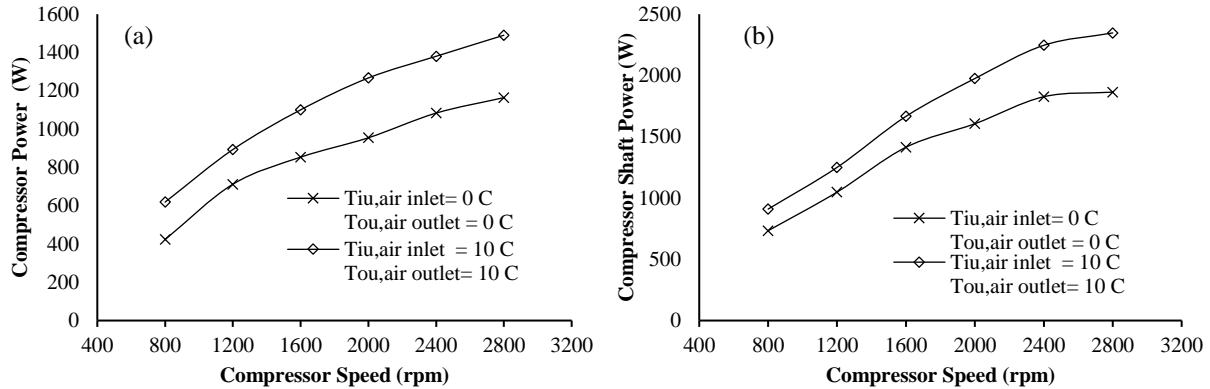 (a)
Compressor Power (W)
1600
1400
1200
1000
800
600
400
200
0
Tiu,air inlet= 0 C
Tou,air outlet = 0 C
Tiu,air inlet = 10 C
Tou,air outlet= 10 C
400 800 1200 1600 2000 2400 2800 3200
Compressor Speed (rpm)
(b)
Compressor Shaft Power (W)
2500
2000
1500
1000
500
0
Tiu,air inlet= 0 C
Tou,air outlet = 0 C
Tiu,air inlet = 10 C
Tou,air outlet= 10 C
400 800 1200 1600 2000 2400 2800 3200
Compressor Speed (rpm)